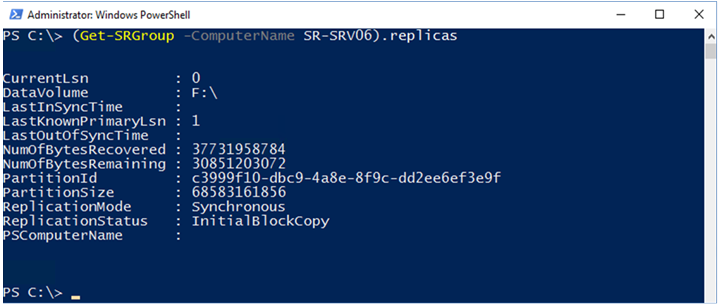 Administrator: Windows PowerShell
PS C:\> (Get-SRGroup -ComputerName SR-SRV06).replicas
CurrentLsn : 0
DataVolume : F:\
LastInSyncTime :
LastKnownPrimaryLsn : 1
LastOutOfSyncTime :
NumOfBytesRecovered : 37731958784
NumOfBytesRemaining : 30851203072
PartitionId : c3999f10-dbc9-4a8e-8f9c-dd2ee6ef3e9f
PartitionSize : 68583161856
ReplicationMode : Synchronous
ReplicationStatus : InitialBlockCopy
PSComputerName :
PS C:\> _